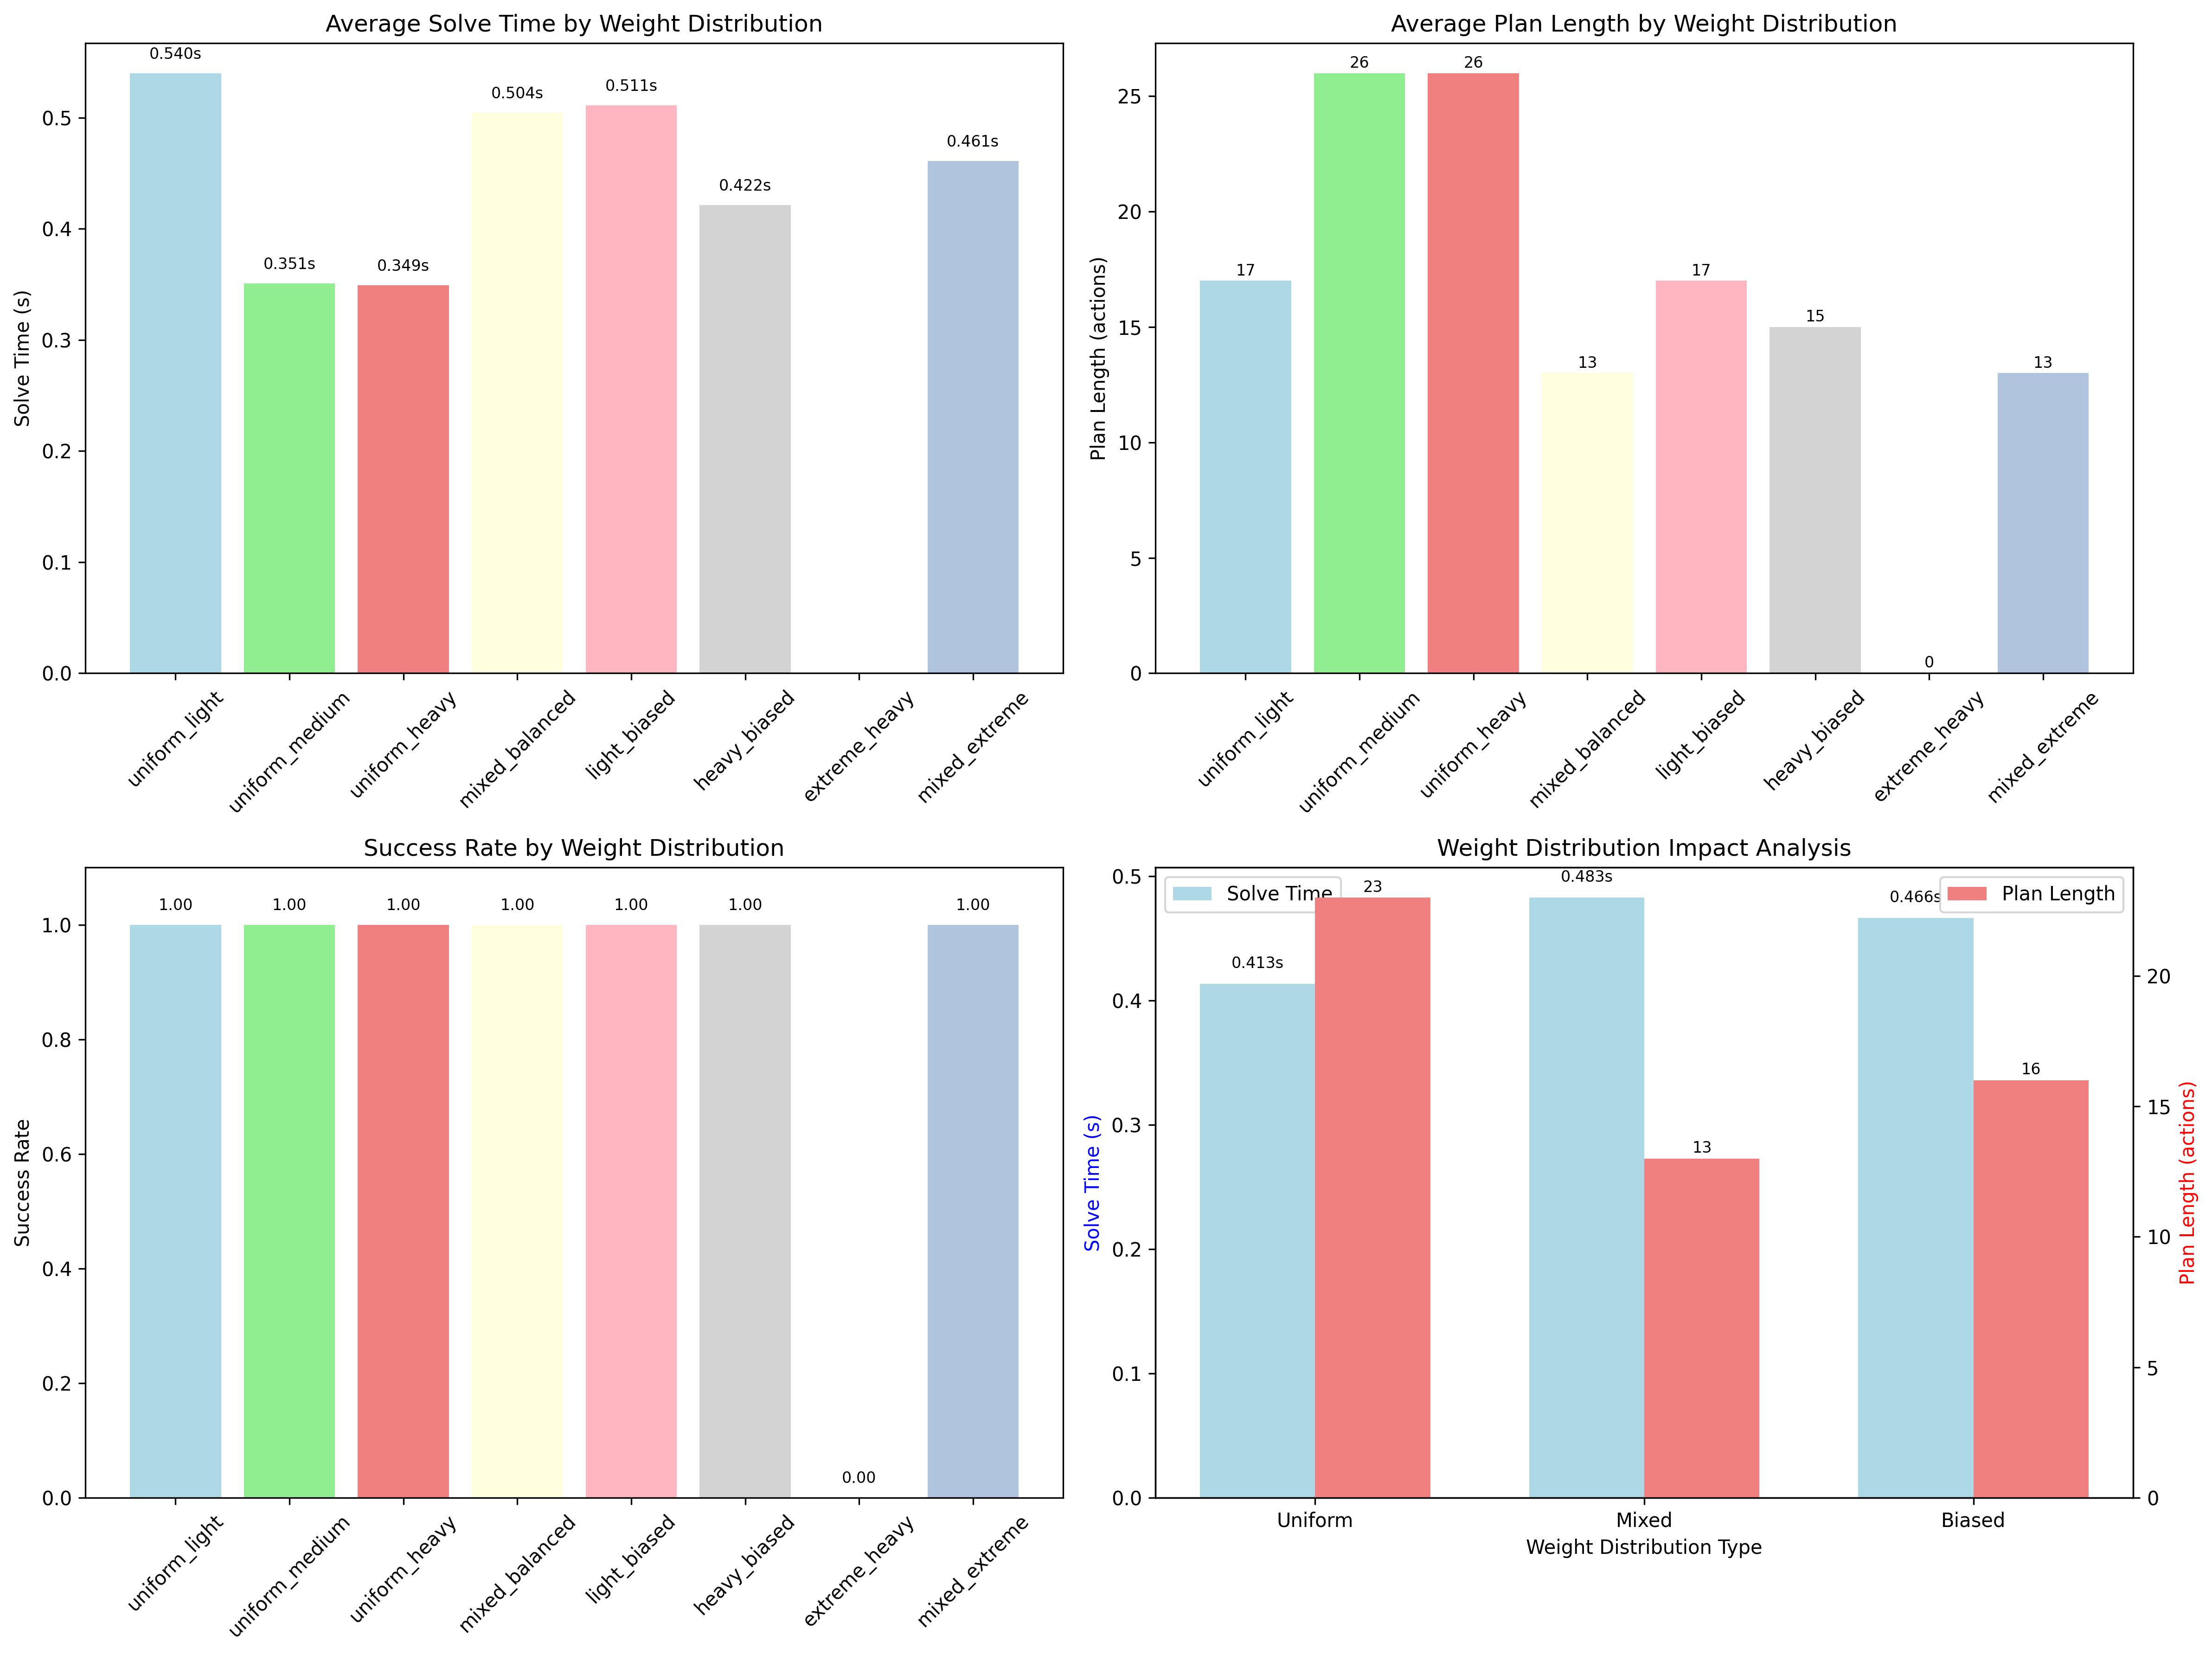 Average Solve Time by Weight Distribution
Solve Time (s)
0.5
0.4
0.3
0.2
0.1
0.0
0.540s
0.351s
0.349s
0.504s
0.511s
0.422s
0.461s
uniform_light
uniform_medium
uniform_heavy
mixed_balanced
light_biased
heavy_biased
extreme_heavy
mixed_extreme
Average Plan Length by Weight Distribution
Plan Length (actions)
25
20
15
10
5
0
17
26
26
13
17
15
0
13
uniform_light
uniform_medium
uniform_heavy
mixed_balanced
light_biased
heavy_biased
extreme_heavy
mixed_extreme
Success Rate by Weight Distribution
Success Rate
1.0
0.8
0.6
0.4
0.2
0.0
1.00
1.00
1.00
1.00
1.00
1.00
0.00
1.00
uniform_light
uniform_medium
uniform_heavy
mixed_balanced
light_biased
heavy_biased
extreme_heavy
mixed_extreme
Weight Distribution Impact Analysis
Solve Time (s)
0.5
0.4
0.3
0.2
0.1
0.0
Solve Time
Plan Length
0.413s
23
0.483s
13
0.466s
16
20
15
10
5
0
Plan Length (actions)
Uniform
Mixed
Biased
Weight Distribution Type